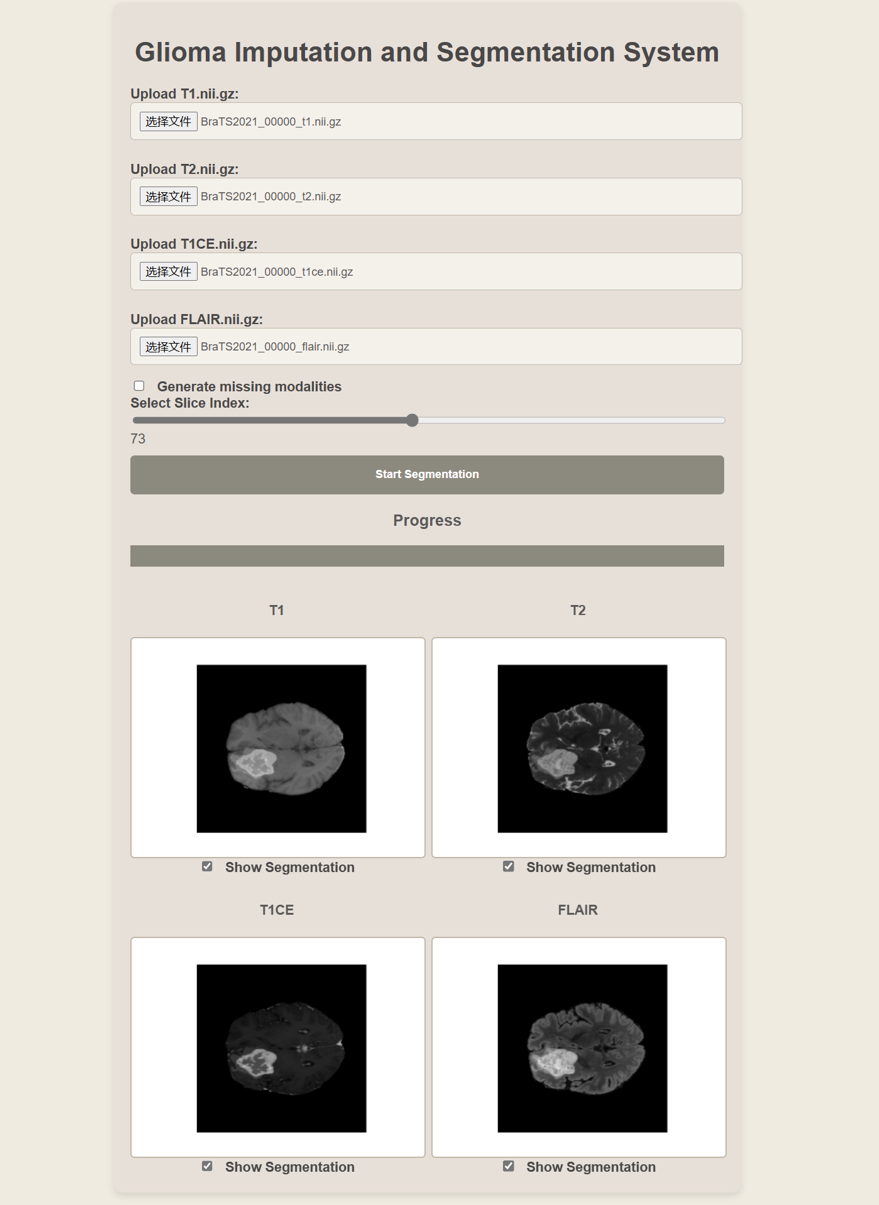 Glioma Imputation and Segmentation System
Upload T1.nii.gz:
选择文件 BraTS2021_00000_t1.nii.gz
Upload T2.nii.gz:
选择文件 BraTS2021_00000_t2.nii.gz
Upload T1CE.nii.gz:
选择文件 BraTS2021_00000_t1ce.nii.gz
Upload FLAIR.nii.gz:
选择文件 BraTS2021_00000_flair.nii.gz
Generate missing modalities
Select Slice Index:
73
Start Segmentation
Progress
T1
T2
Show Segmentation
Show Segmentation
T1CE
FLAIR
Show Segmentation
Show Segmentation